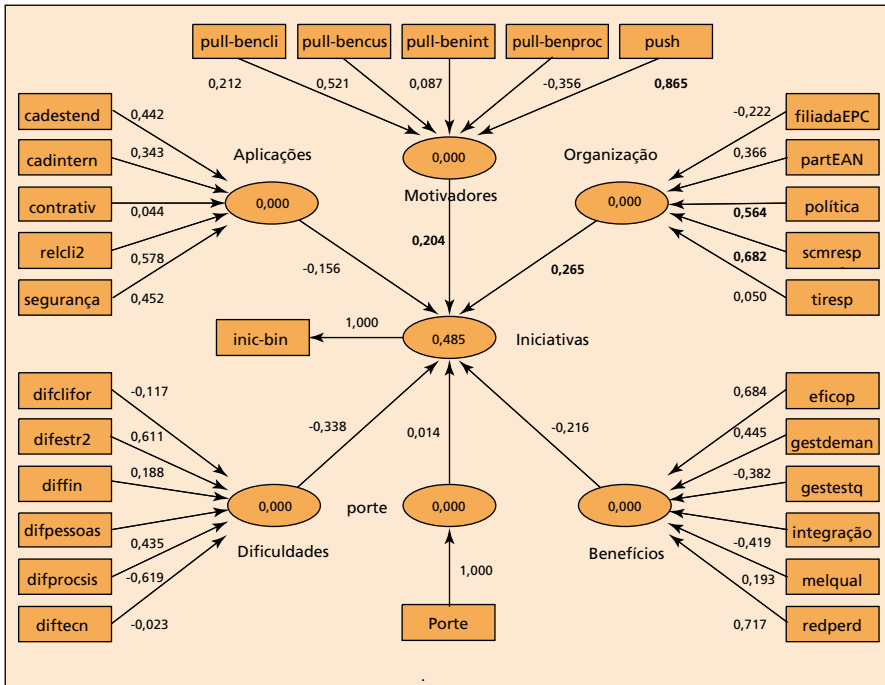 pull-bencli
pull-bencus
pull-benint
pull-benproc
push
0,212
0,521
0,087
-0,356
0,865
cadestend
cadintern
contrativ
relcli2
segurança
0,442
0,343
0,044
0,578
0,452
Aplicações
0,000
0,000
Motivadores
Organização
0,000
-0,222
0,366
0,564
0,682
0,050
filiadaEPC
partEAN
política
scmresp
tiresp
-0,156
0,204
0,265
inic-bin
1,000
0,485
Iniciativas
difclifor
difestr2
diffin
difpessoas
difprocsis
diftecn
-0,117
0,611
0,188
0,435
-0,619
-0,023
-0,338
0,014
-0,216
0,000
Dificuldades
porte
0,000
1,000
Porte
0,000
Benefícios
0,684
0,445
-0,382
-0,419
0,193
0,717
eficop
gestdeman
gestestq
integração
melqual
redperd